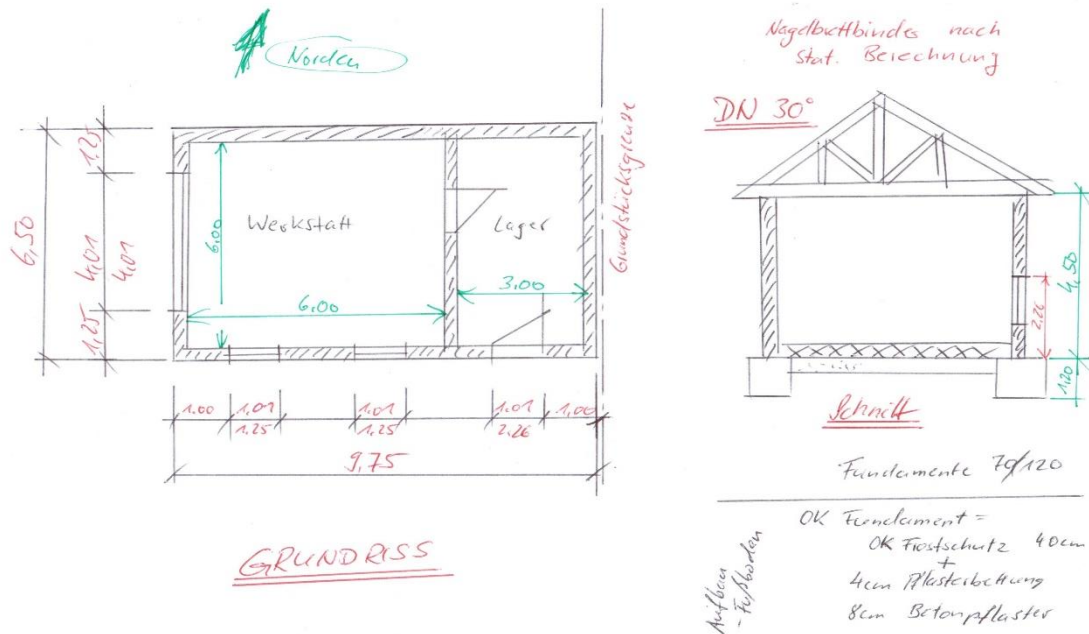 Norden
1.25
4,01
4,01
1.25
6,50
Werkstatt
Lager
6.00
6.00
3.00
Grundstücksgrenze
1.00
1.01
1.25
1.01
1.25
1.01
2.26
1.00
9,75
GRUNDRISS
Nagelbrettbinder nach
Stat. Berechnung
DN 30°
4,50
2.26
1.20
Schnitt
Fundamente 70/120
Aufbau
- Fußboden
OK Fundament =
OK Frostschutz 40cm
+
4cm Pflasterbettung
8cm Betonpflaster